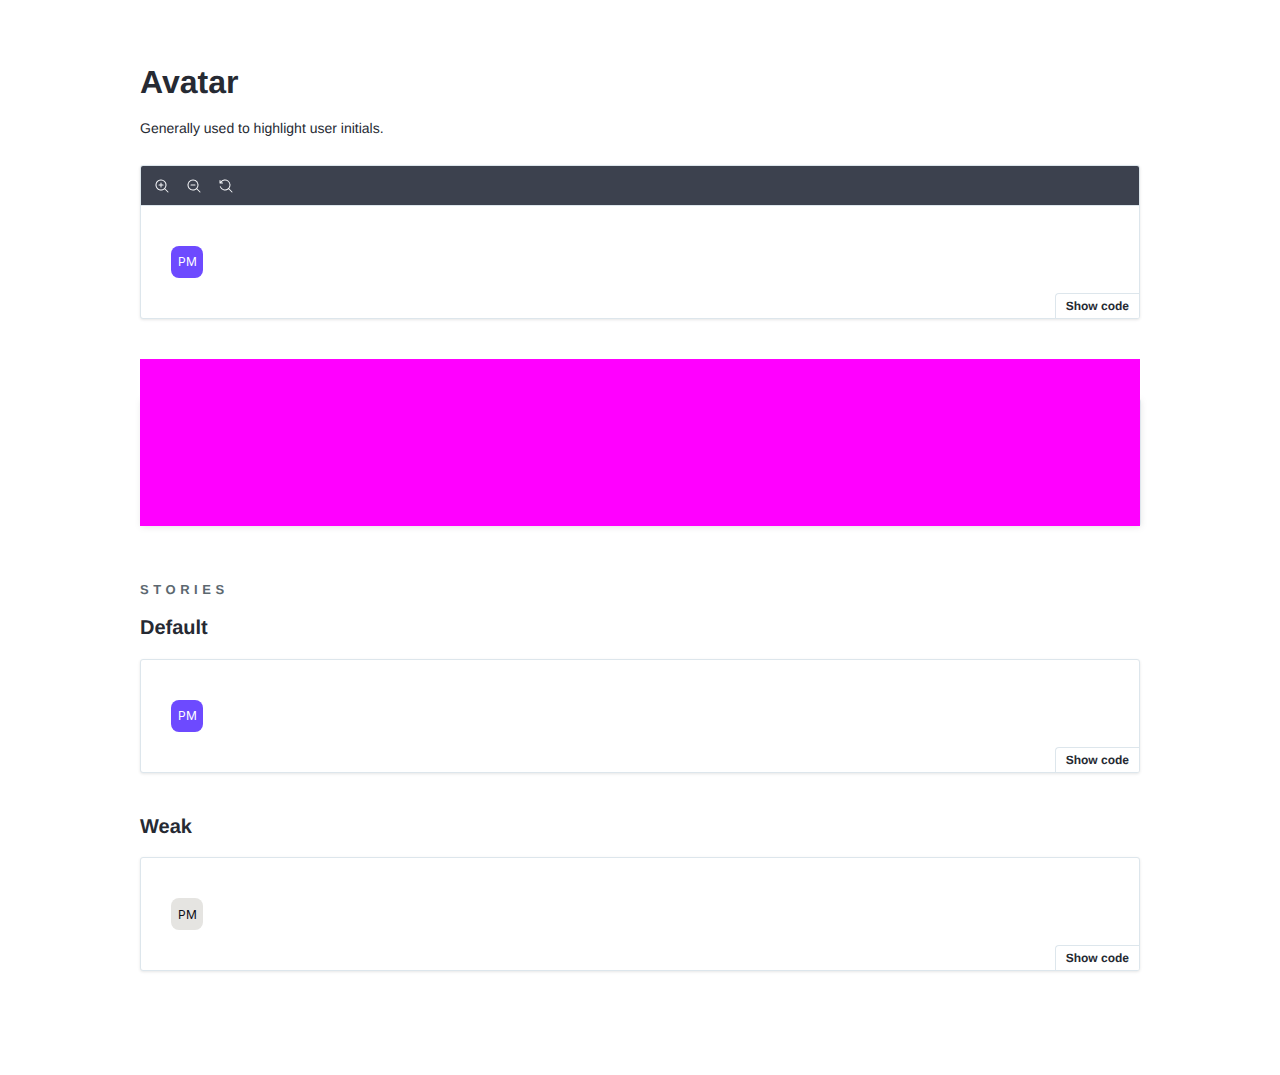 Avatar
Generally used to highlight user initials.
PM
Show code
STORIES
Default
PM
Show code
Weak
PM
Show code